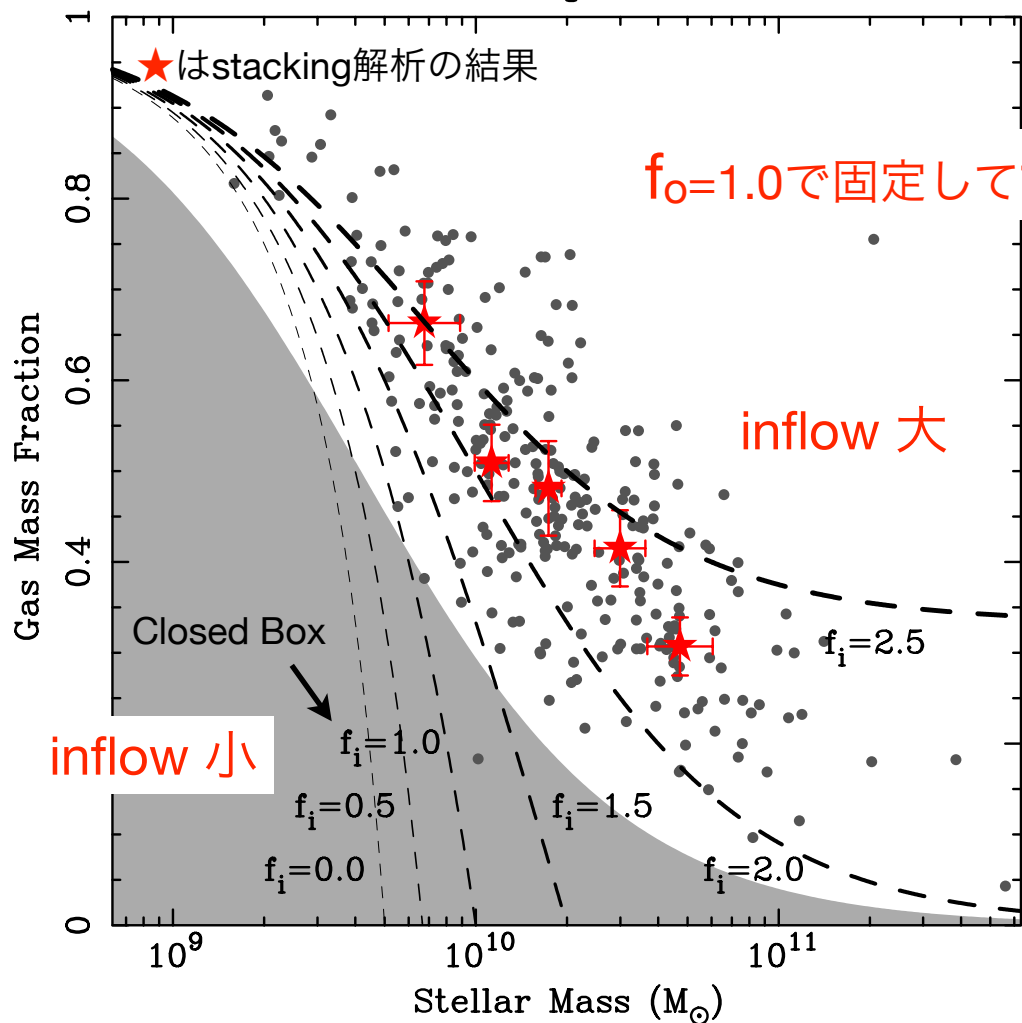 1
★はstacking解析の結果
fo=1.0で固定して
0.8
0.6
inflow 大
0.4
Gas Mass Fraction
Closed Box
f_i=2.5
inflow 小
f_i=1.0
f_i=0.5
f_i=1.5
f_i=0.0
f_i=2.0
0
10^9
10^10
10^11
Stellar Mass (M_⊙)